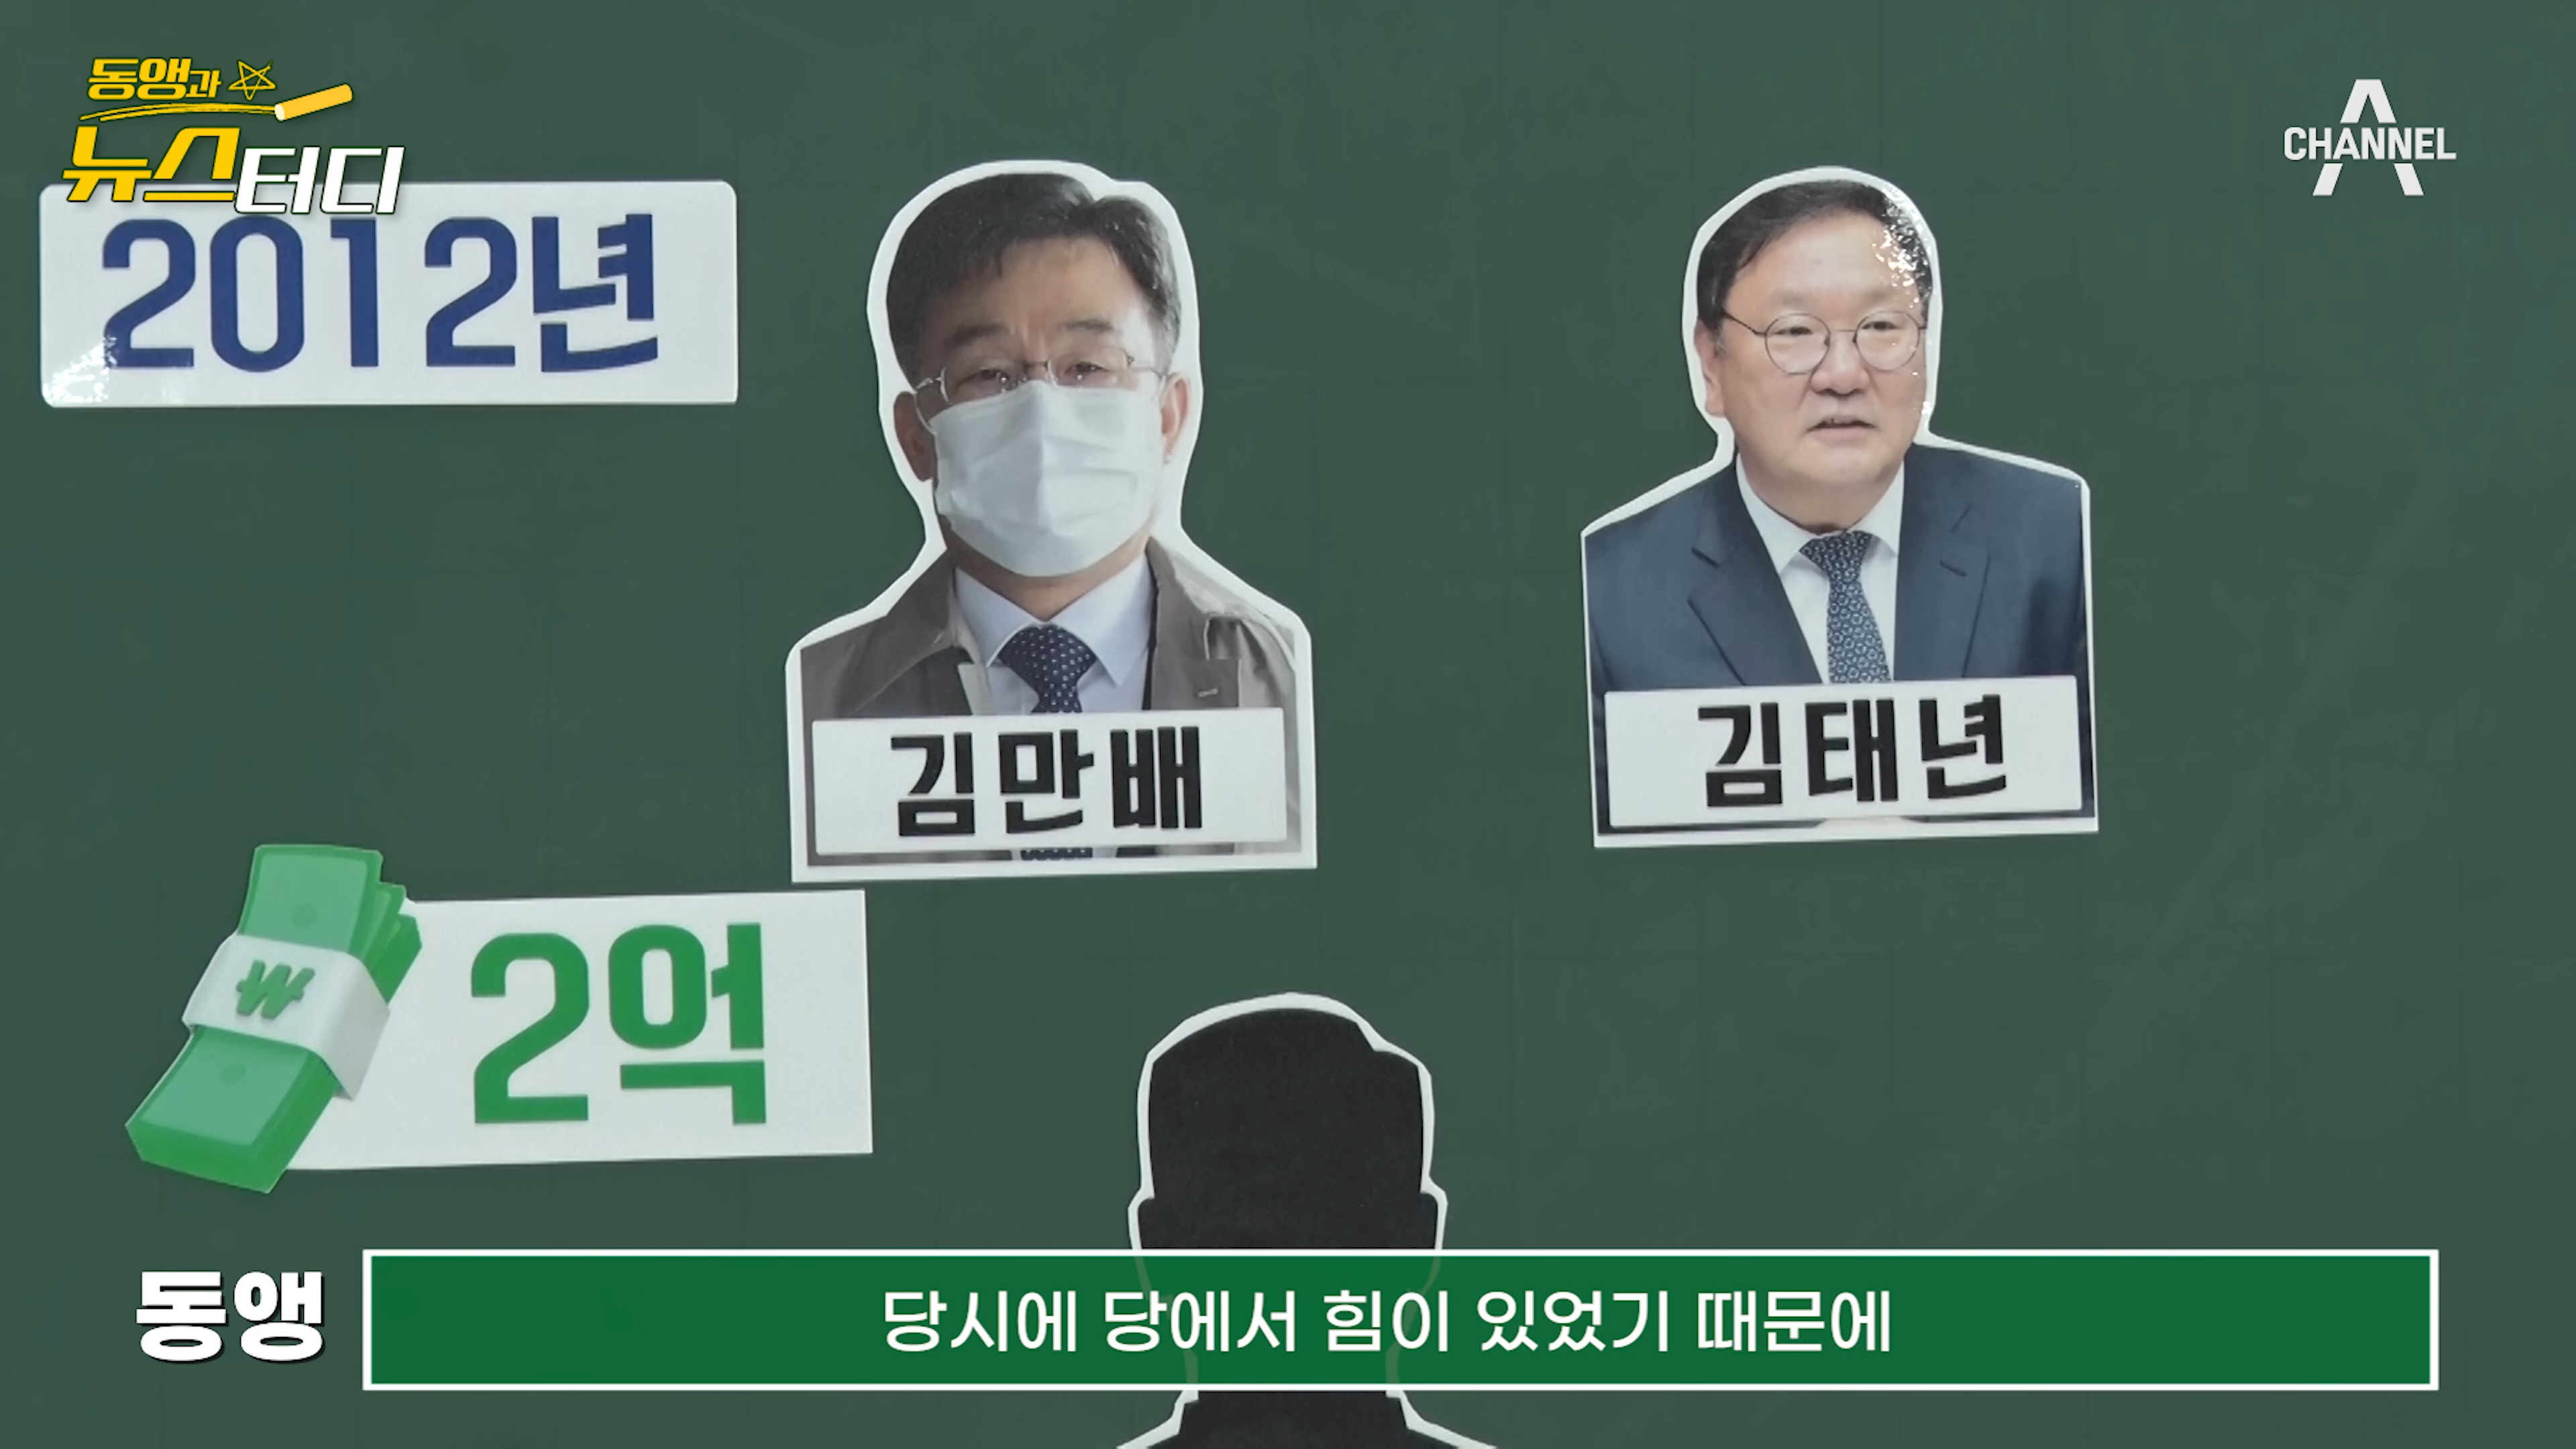 동앵과
뉴스터디
CHANNEL A
2012년
김만배
김태년
₩
2억
동앵
당시에 당에서 힘이 있었기 때문에